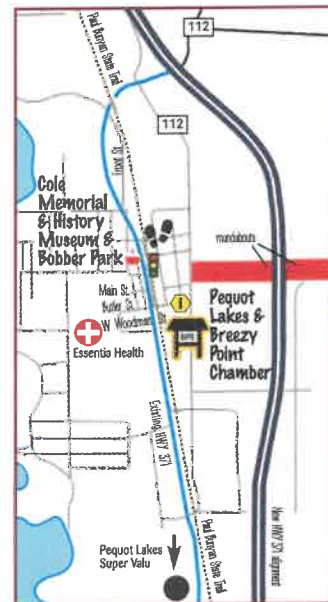 Paul Bunyan State Trail
112
112
Front St.
Cole
Memorial
& History
Museum &
Bobber Park
roundabouts
Main St.
Butler St.
W Woodman St.
i
Essentia Health
Pequot
Lakes &
Breezy
Point
Chamber
Existing HWY 371
New HWY 371 alignment
Pequot Lakes
Super Valu
Paul Bunyan State Trail